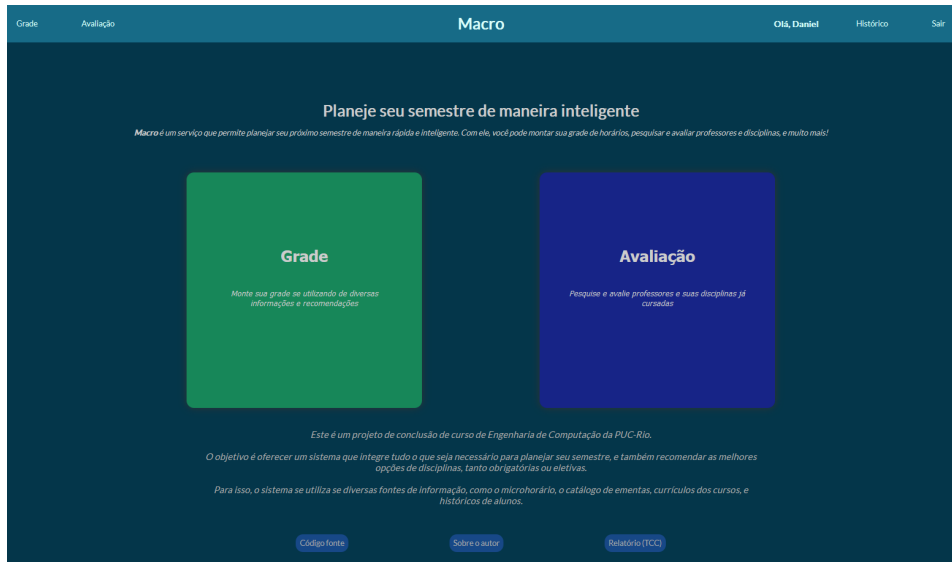 Grade Avaliação Macro Olá, Daniel Histórico Sair
Planeje seu semestre de maneira inteligente
Macro é um serviço que permite planejar seu próximo semestre de maneira rápida e inteligente. Com ele, você pode montar sua grade de horários, pesquisar e avaliar professores e disciplinas, e muito mais!
Grade
Monte sua grade se utilizando de diversas
informações e recomendações
Avaliação
Pesquise e avalie professores e suas disciplinas já
cursadas
Este é um projeto de conclusão de curso de Engenharia de Computação da PUC-Rio.
O objetivo é oferecer um sistema que integre tudo o que seja necessário para planejar seu semestre, e também recomendar as melhores
opções de disciplinas, tanto obrigatórias ou eletivas.
Para isso, o sistema se utiliza se diversas fontes de informação, como o microhorário, o catálogo de ementas, currículos dos cursos, e
históricos de alunos.
Código fonte Sobre o autor Relatório (TCC)